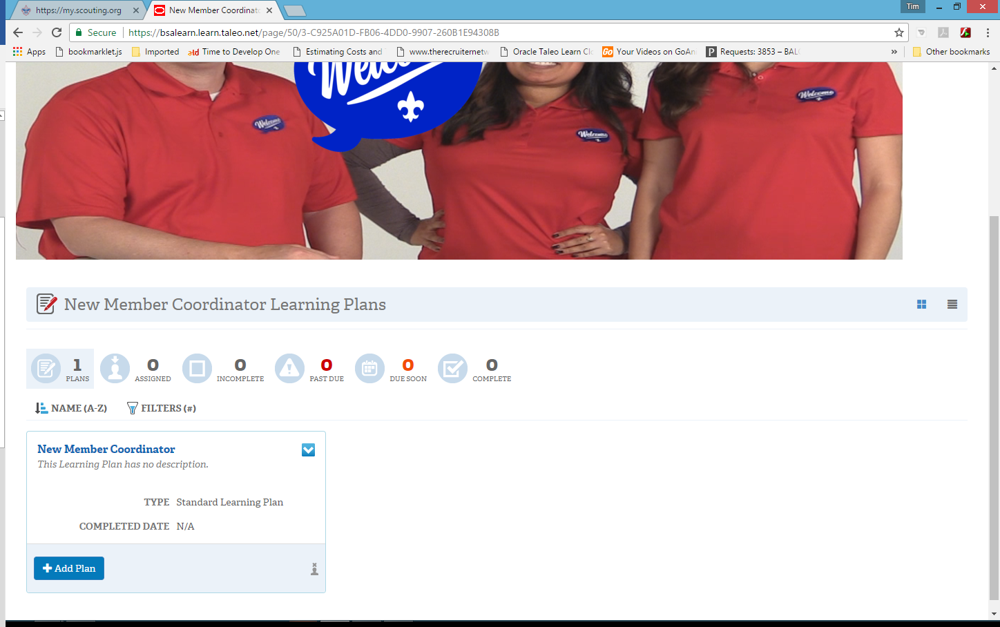 Tim
https://my.scouting.org
New Member Coordinato
Secure
https://bsalearn.learn.taleo.net/page/50/3-C925A01D-FB06-4DD0-9907-260B1E94308B
Apps
bookmarklet.js
Imported
Time to Develop One
Estimating Costs and
www.therecruiternetw
Oracle Taleo Learn Cl
Go Your Videos on GoAn
P Requests: 3853 – BAL
»
Other bookmarks
Welcome
Welcome
Welcome
New Member Coordinator Learning Plans
1 PLANS
0 ASSIGNED
0 INCOMPLETE
0 PAST DUE
0 DUE SOON
0 COMPLETE
NAME (A-Z)
FILTERS (#)
New Member Coordinator
This Learning Plan has no description.
TYPE Standard Learning Plan
COMPLETED DATE N/A
Add Plan